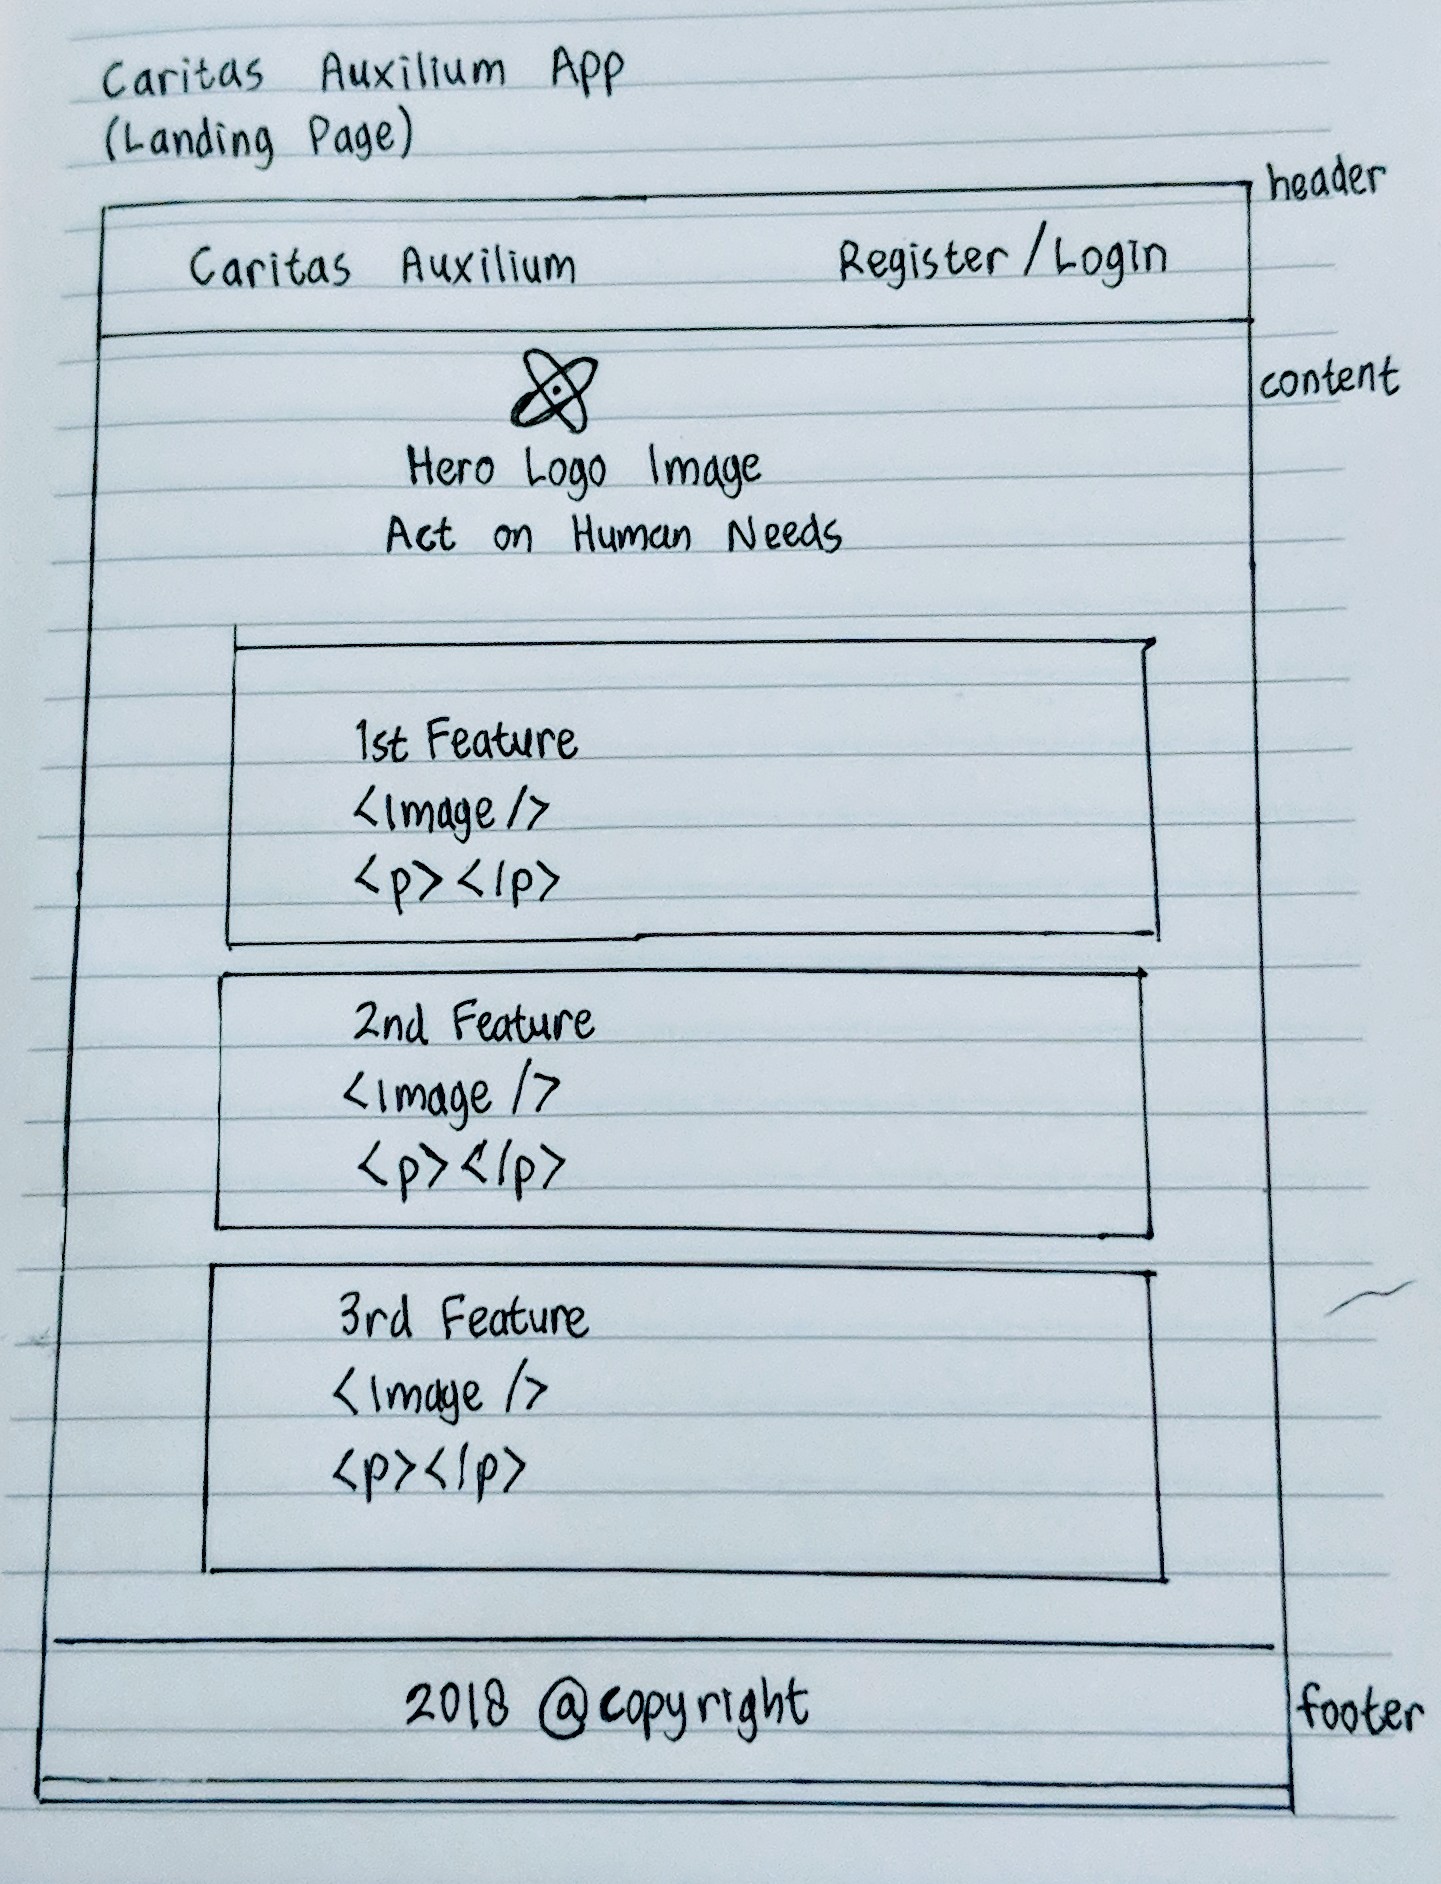 Caritas Auxilium App
(Landing Page)
header
Caritas Auxilium Register/Login
content
Hero Logo Image
Act on Human Needs
1st Feature
<Image />
<p></p>
2nd Feature
<Image />
<p></p>
3rd Feature
<Image />
<p></p>
2018 @copyright
footer